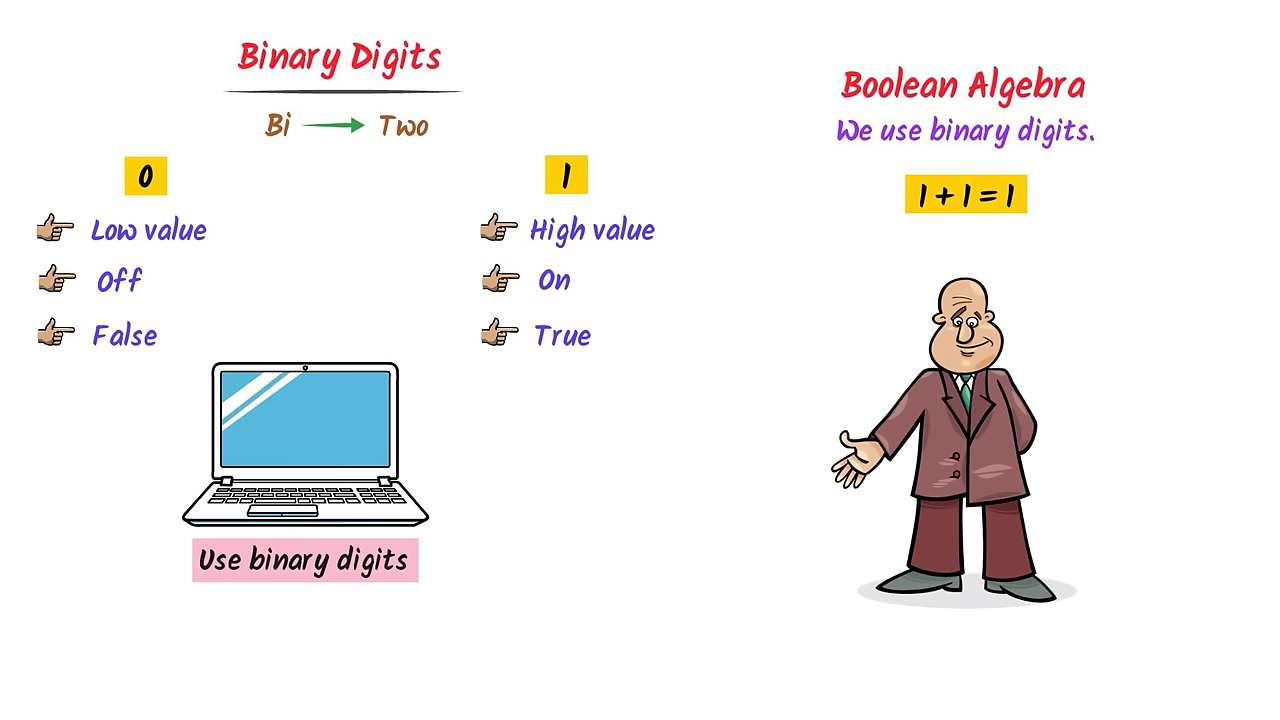 Binary Digits
Bi → Two
0
Low value
Off
False
1
High value
On
True
Use binary digits
Boolean Algebra
We use binary digits.
1 + 1 = 1